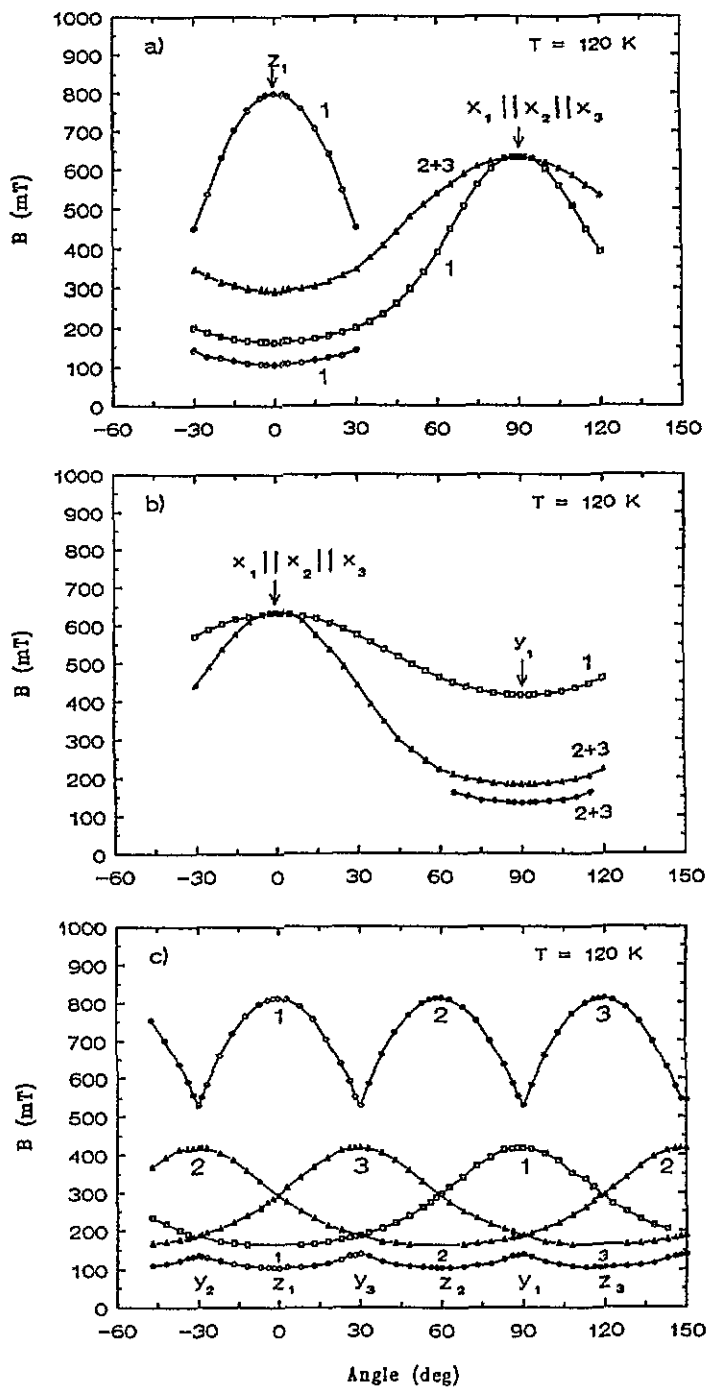 a)
T = 120 K
z₁
1
x₁ || x₂ || x₃
2+3
1
1
B (mT)
1000
900
800
700
600
500
400
300
200
100
0
-60 -30 0 30 60 90 120 150
b)
T = 120 K
x₁ || x₂ || x₃
y₁
1
2+3
2+3
B (mT)
1000
900
800
700
600
500
400
300
200
100
0
-60 -30 0 30 60 90 120 150
c)
T = 120 K
1 2 3
2 3 1 2
1 2 3
y₂ z₁ y₃ z₂ y₁ z₃
B (mT)
1000
900
800
700
600
500
400
300
200
100
0
-60 -30 0 30 60 90 120 150
Angle (deg)